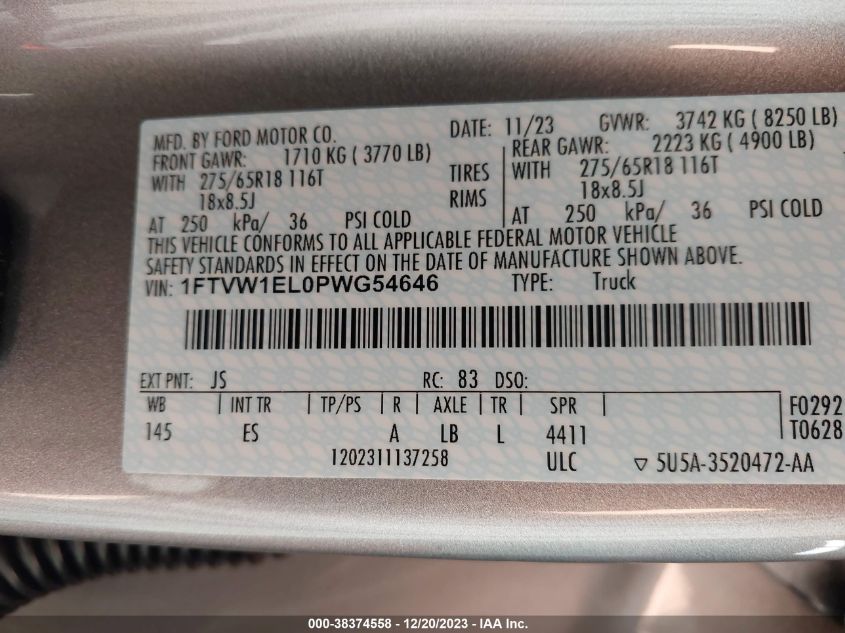 MFD. BY FORD MOTOR CO. DATE: 11/23 GVWR: 3742 KG ( 8250 LB)
FRONT GAWR: 1710 KG ( 3770 LB) REAR GAWR: 2223 KG ( 4900 LB)
WITH 275/65R18 116T TIRES WITH 275/65R18 116T
18x8.5J RIMS 18x8.5J
AT 250 kPa/ 36 PSI COLD AT 250 kPa/ 36 PSI COLD
THIS VEHICLE CONFORMS TO ALL APPLICABLE FEDERAL MOTOR VEHICLE
SAFETY STANDARDS IN EFFECT ON THE DATE OF MANUFACTURE SHOWN ABOVE.
VIN: 1FTVW1EL0PWG54646 TYPE: Truck
EXT PNT: JS RC: 83 DSO:
WB INT TR TP/PS R AXLE TR SPR F0292
145 ES A LB L 4411 T0628
1202311137258 ULC ▽ 5U5A-3520472-AA
000-38374558 - 12/20/2023 - IAA Inc.